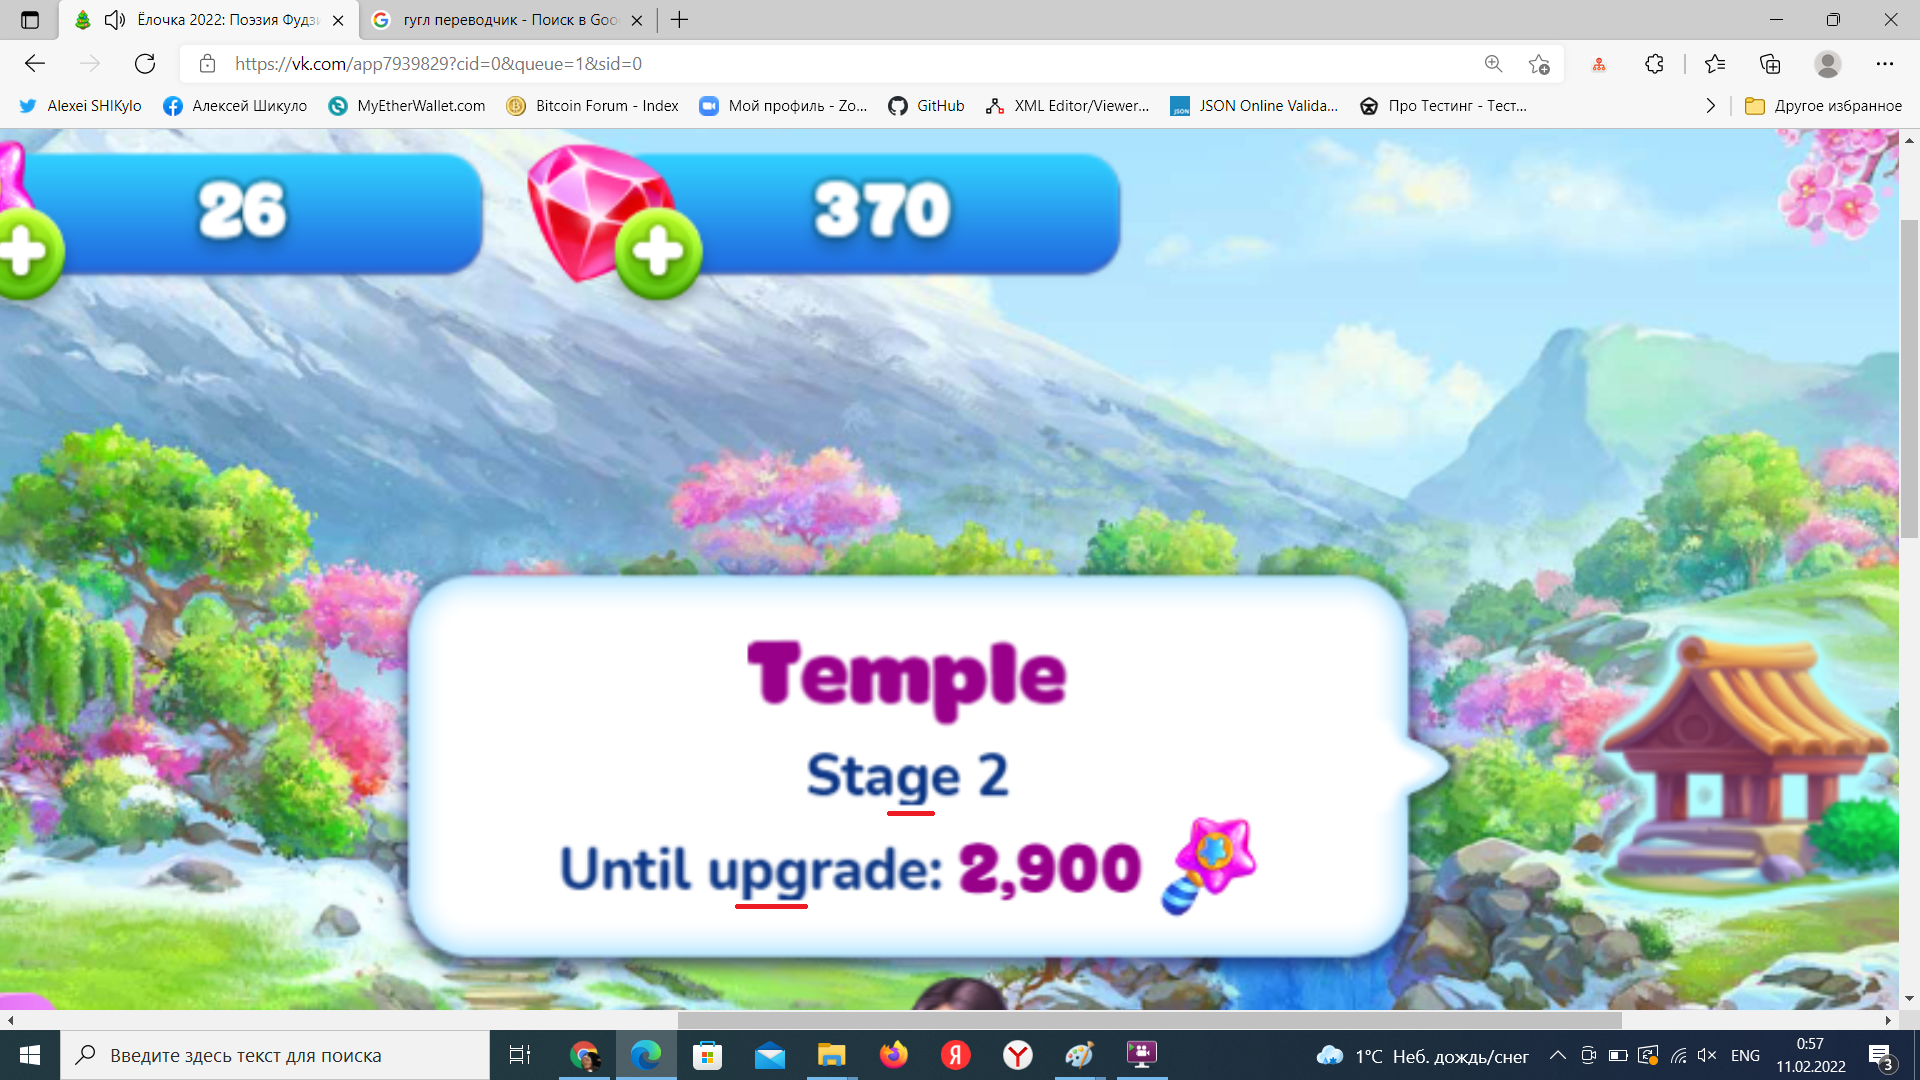 Ёлочка 2022: Поэзия Фудзи
гугл переводчик - Поиск в Goo
https://vk.com/app7939829?cid=0&queue=1&sid=0
Alexei SHIKylo
Алексей Шикуло
MyEtherWallet.com
Bitcoin Forum - Index
Мой профиль - Zo...
GitHub
XML Editor/Viewer...
JSON Online Valida...
Про Тестинг - Тест...
Другое избранное
26
370
Temple
Stage 2
Until upgrade: 2,900
Введите здесь текст для поиска
1°C Неб. дождь/снег
ENG
0:57
11.02.2022
3